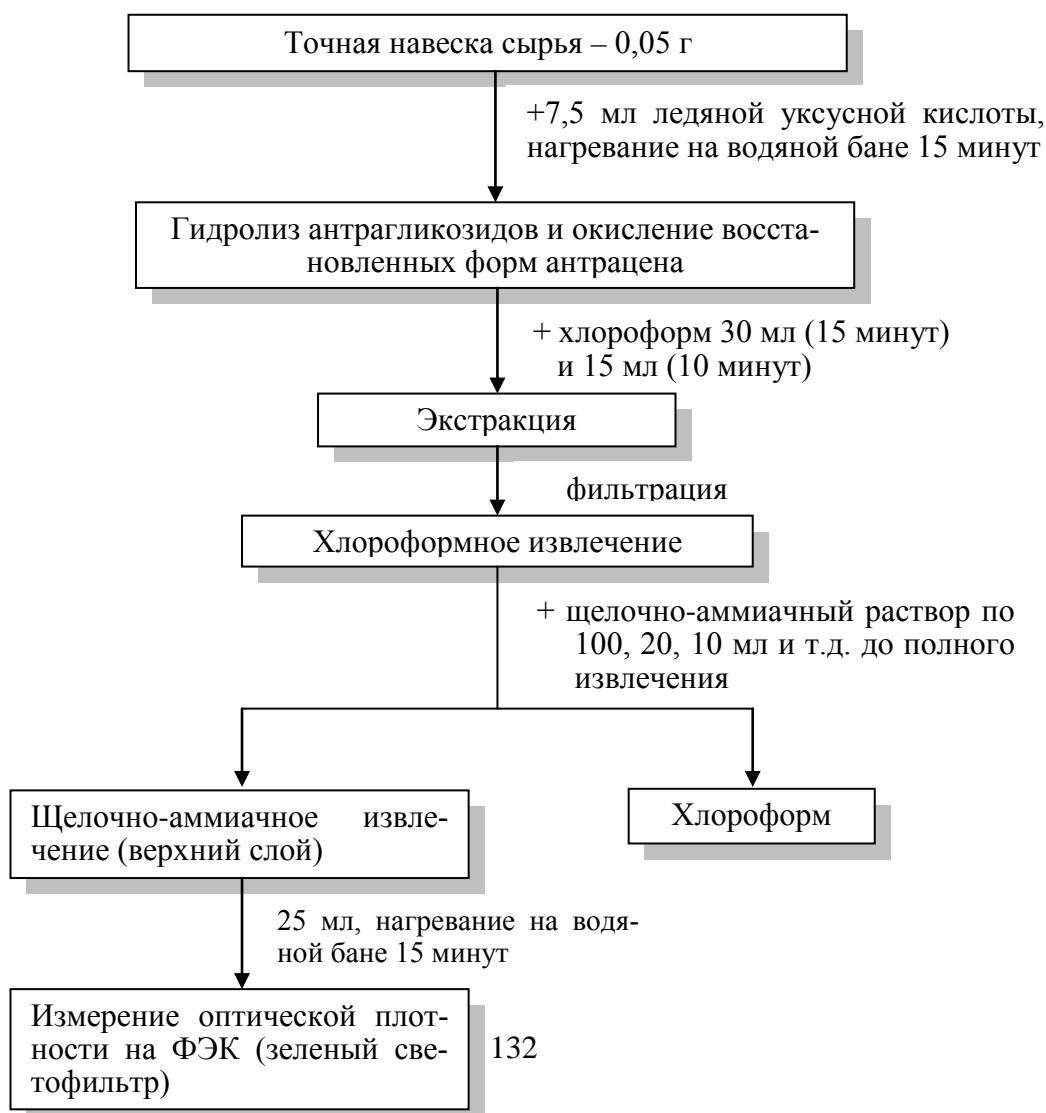 Точная навеска сырья – 0,05 г
+7,5 мл ледяной уксусной кислоты,
нагревание на водяной бане 15 минут
Гидролиз антрагликозидов и окисление восста-
новленных форм антрацена
+ хлороформ 30 мл (15 минут)
и 15 мл (10 минут)
Экстракция
фильтрация
Хлороформное извлечение
+ щелочно-аммиачный раствор по
100, 20, 10 мл и т.д. до полного
извлечения
Щелочно-аммиачное извле-
чение (верхний слой)
Хлороформ
25 мл, нагревание на водя-
ной бане 15 минут
Измерение оптической плот-
ности на ФЭК (зеленый све-
тофильтр)
132